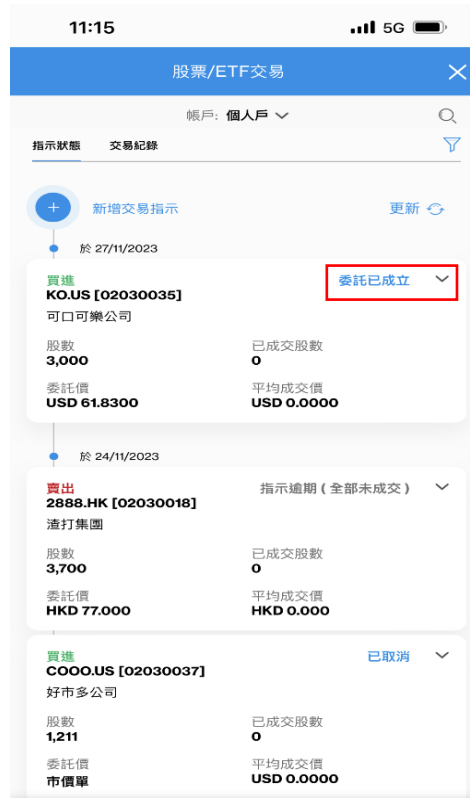 11:15 5G
股票/ETF交易
帳戶: 個人戶
指示狀態 交易紀錄
新增交易指示 更新
於 27/11/2023
買進 委託已成立
KO.US [02030035]
可口可樂公司
股數 已成交股數
3,000 0
委託價 平均成交價
USD 61.8300 USD 0.0000
於 24/11/2023
賣出 指示逾期 ( 全部未成交 )
2888.HK [02030018]
渣打集團
股數 已成交股數
3,700 0
委託價 平均成交價
HKD 77.000 HKD 0.000
買進 已取消
COOO.US [02030037]
好市多公司
股數 已成交股數
1,211 0
委託價 平均成交價
市價單 USD 0.0000